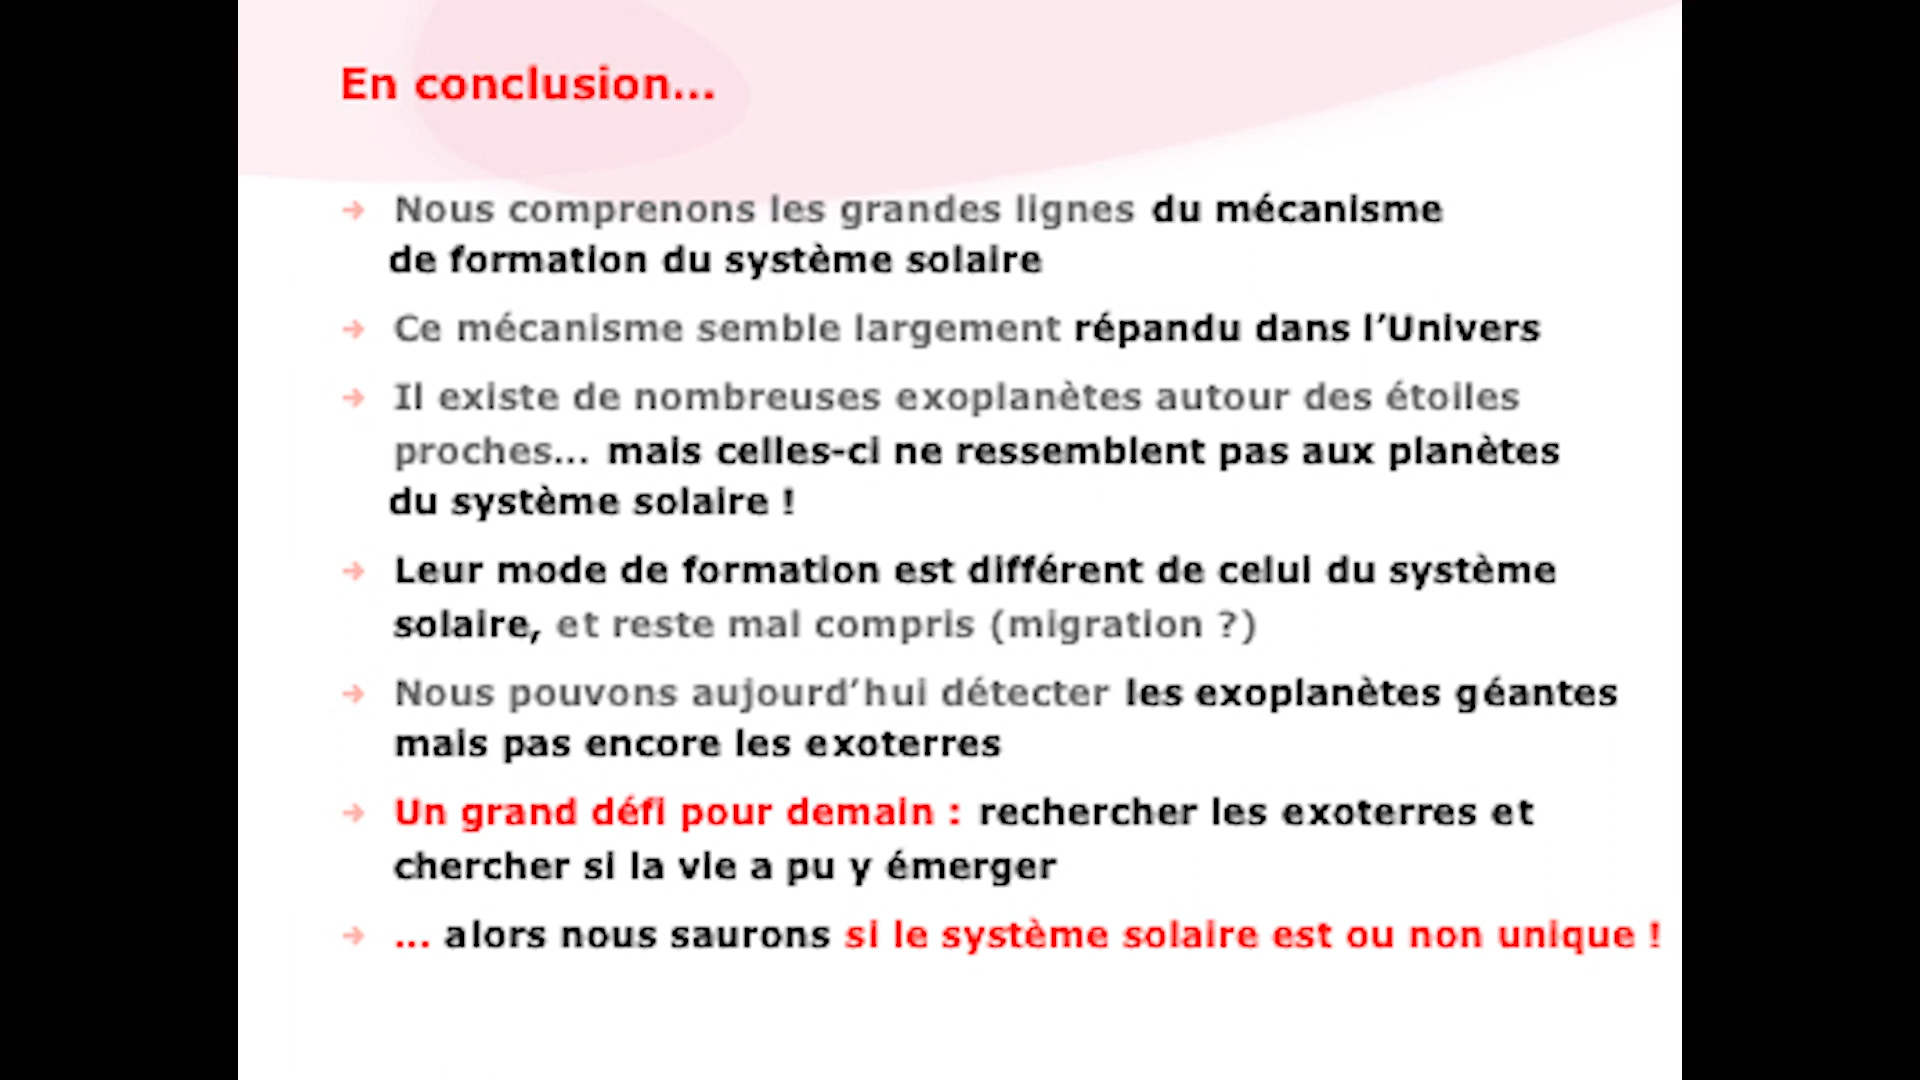 En conclusion...
→ Nous comprenons les grandes lignes du mécanisme
de formation du système solaire
→ Ce mécanisme semble largement répandu dans l’Univers
→ Il existe de nombreuses exoplanètes autour des étoiles
proches... mais celles-ci ne ressemblent pas aux planètes
du système solaire !
→ Leur mode de formation est différent de celui du système
solaire, et reste mal compris (migration ?)
→ Nous pouvons aujourd’hui détecter les exoplanètes géantes
mais pas encore les exoterres
→ Un grand défi pour demain : rechercher les exoterres et
chercher si la vie a pu y émerger
→ ... alors nous saurons si le système solaire est ou non unique !